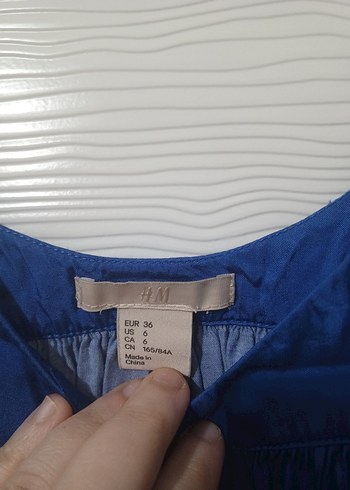 H&M
EUR 36
US 6
CA 6
CN 165/84A
Made in
China